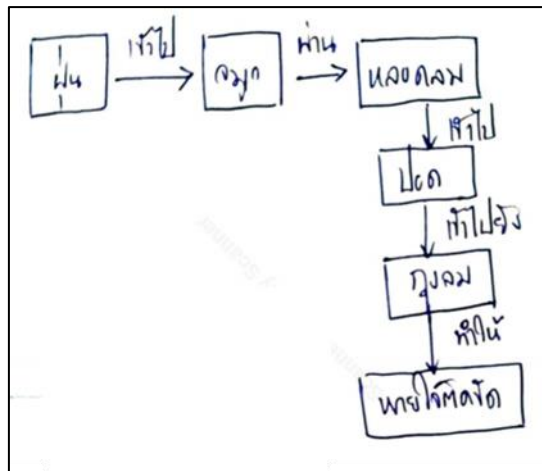 ฝุ่น
เข้าไป
จมูก
ผ่าน
หลอดลม
เข้าไป
ปอด
เข้าไปยัง
ถุงลม
ทำให้
หายใจติดขัด